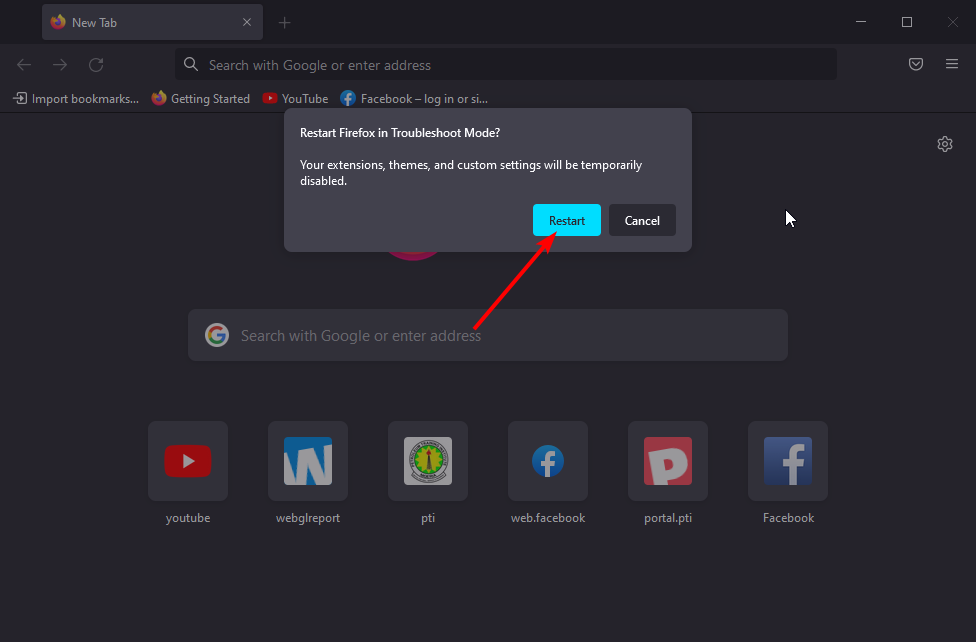 New Tab
Search with Google or enter address
Import bookmarks...
Getting Started
YouTube
Facebook – log in or si...
Restart Firefox in Troubleshoot Mode?
Your extensions, themes, and custom settings will be temporarily
disabled.
Restart
Cancel
Search with Google or enter address
youtube
webglreport
pti
web.facebook
portal.pti
Facebook